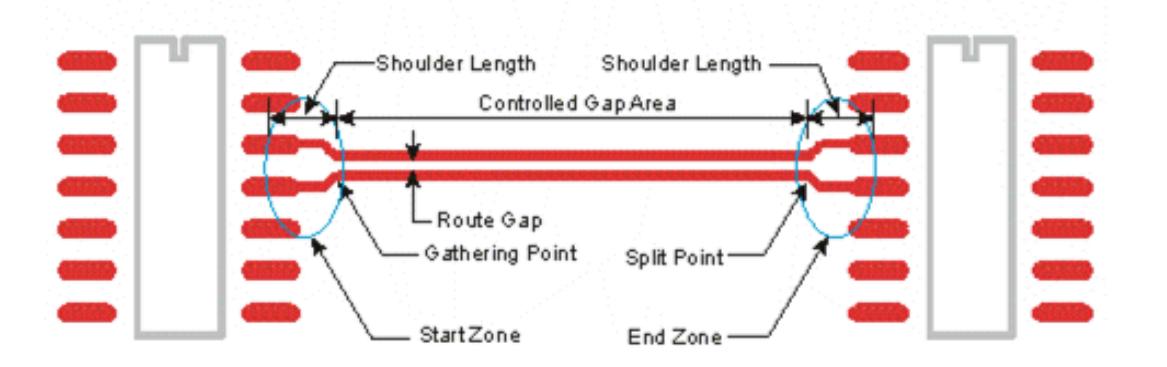 Shoulder Length
Shoulder Length
Controlled Gap Area
Route Gap
Gathering Point
Split Point
Start Zone
End Zone